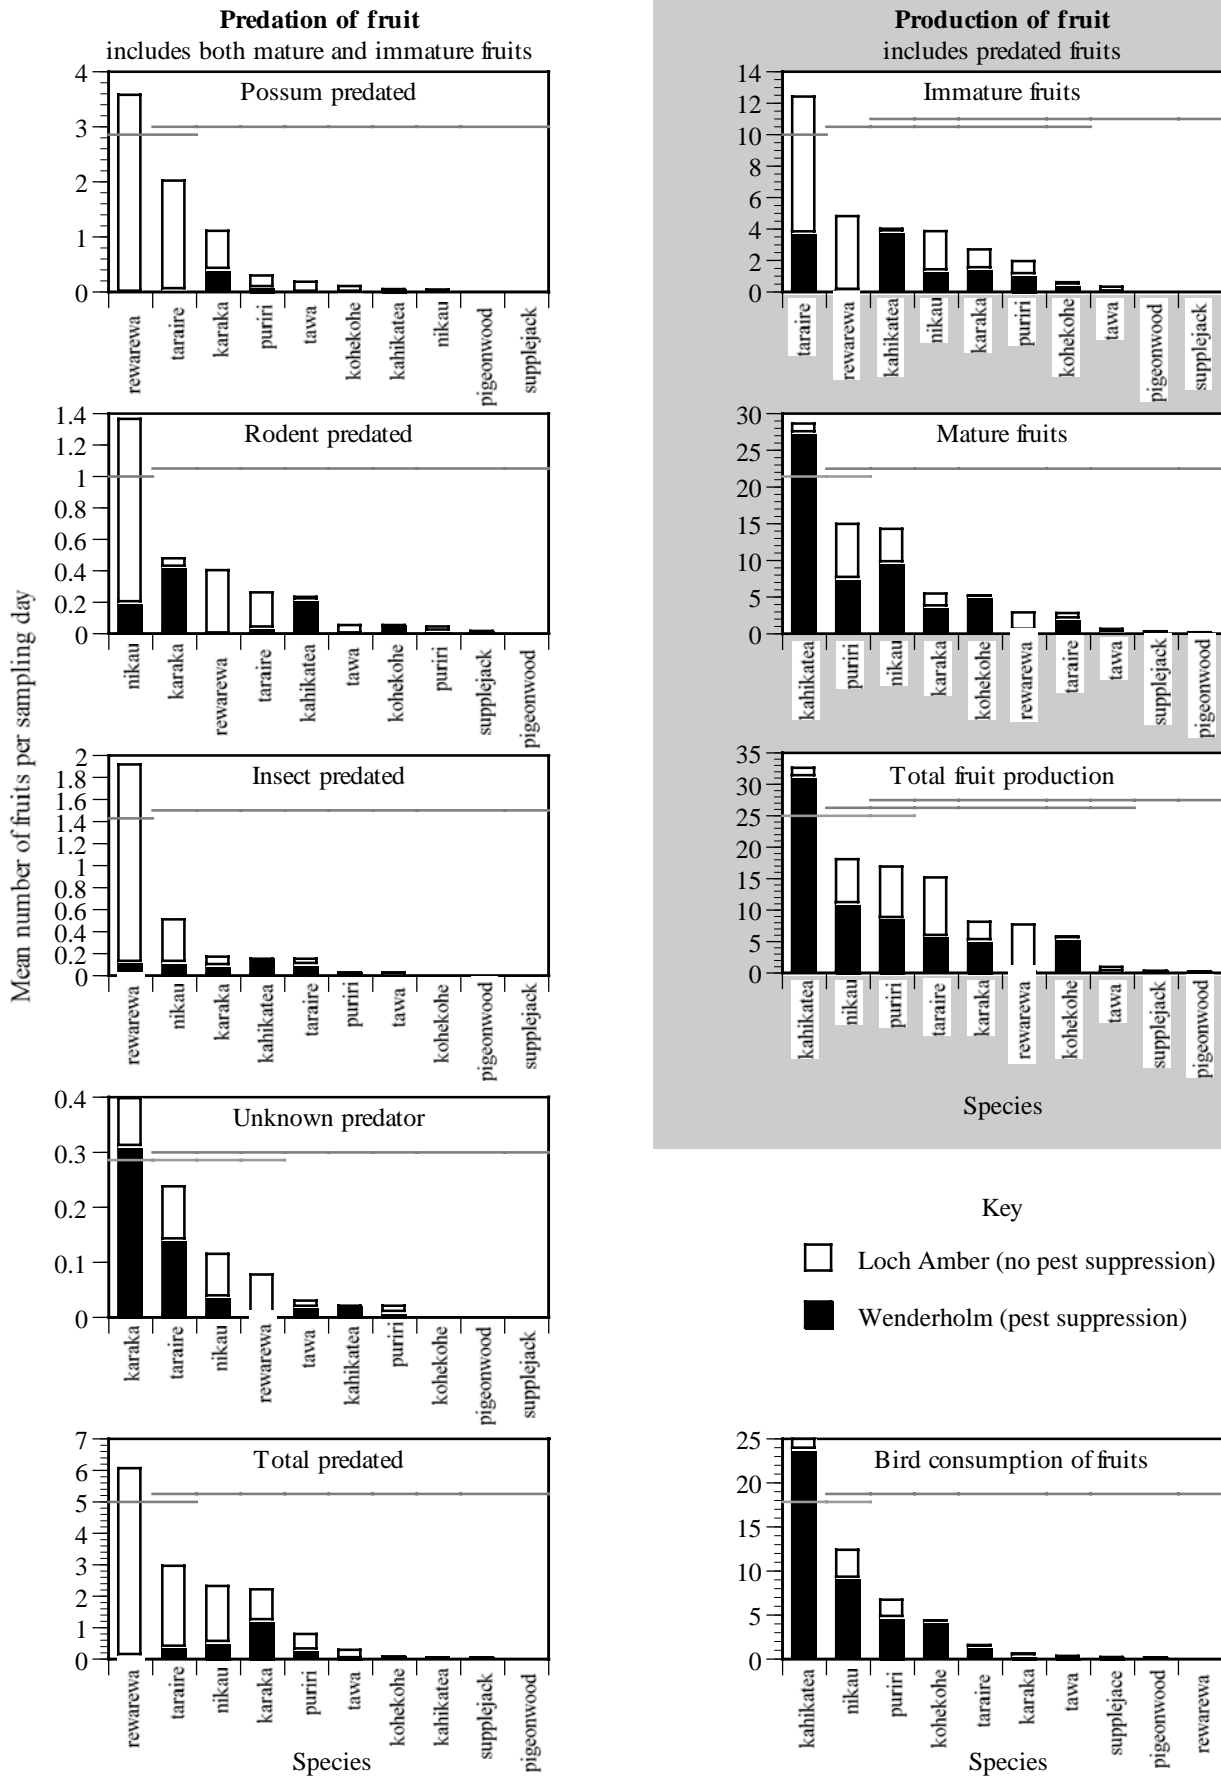 Predation of fruit
includes both mature and immature fruits
Mean number of fruits per sampling day
Possum predated
4
3
2
1
0
rewarewa
taraire
karaka
puriri
tawa
kohekohe
kahikatea
nikau
pigeonwood
supplejack
Rodent predated
1.4
1.2
1
0.8
0.6
0.4
0.2
0
nikau
karaka
rewarewa
taraire
kahikatea
tawa
kohekohe
puriri
supplejack
pigeonwood
Insect predated
2
1.8
1.6
1.4
1.2
1
0.8
0.6
0.4
0.2
0
rewarewa
nikau
karaka
kahikatea
taraire
puriri
tawa
kohekohe
pigeonwood
supplejack
Unknown predator
0.4
0.3
0.2
0.1
0
karaka
taraire
nikau
rewarewa
tawa
kahikatea
puriri
kohekohe
pigeonwood
supplejack
Total predated
7
6
5
4
3
2
1
0
rewarewa
taraire
nikau
karaka
puriri
tawa
kohekohe
kahikatea
supplejack
pigeonwood
Species
Production of fruit
includes predated fruits
Immature fruits
14
12
10
8
6
4
2
0
taraire
rewarewa
kahikatea
nikau
karaka
puriri
kohekohe
tawa
pigeonwood
supplejack
Mature fruits
30
25
20
15
10
5
0
kahikatea
puriri
nikau
karaka
kohekohe
rewarewa
taraire
tawa
supplejack
pigeonwood
Total fruit production
35
30
25
20
15
10
5
0
kahikatea
nikau
puriri
taraire
karaka
rewarewa
kohekohe
tawa
supplejack
pigeonwood
Species
Key
Loch Amber (no pest suppression)
Wenderholm (pest suppression)
Bird consumption of fruits
25
20
15
10
5
0
kahikatea
nikau
puriri
kohekohe
taraire
karaka
tawa
supplejace
pigeonwood
rewarewa
Species